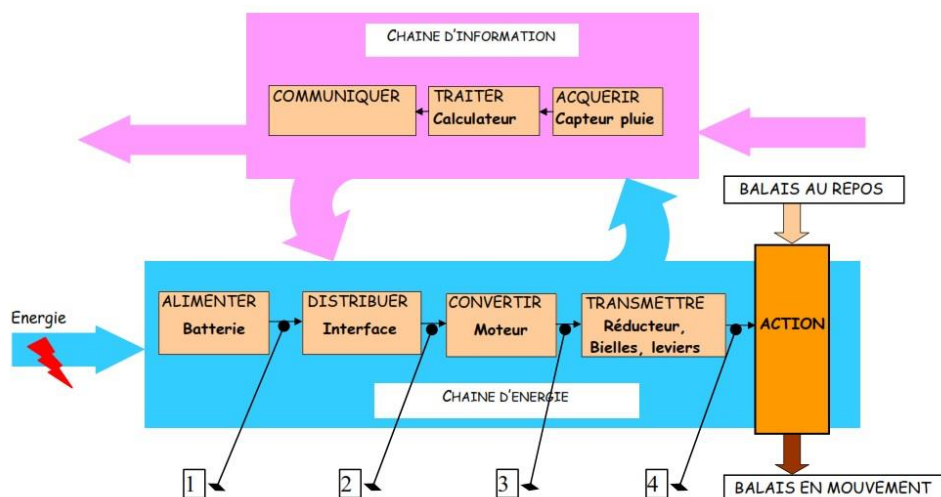 CHAINE D'INFORMATION
COMMUNIQUER
TRAITER
Calculateur
ACQUERIR
Capteur pluie
BALAIS AU REPOS
Energie
ALIMENTER
Batterie
DISTRIBUER
Interface
CONVERTIR
Moteur
TRANSMETTRE
Réducteur,
Bielles, leviers
ACTION
CHAINE D'ENERGIE
1
2
3
4
BALAIS EN MOUVEMENT